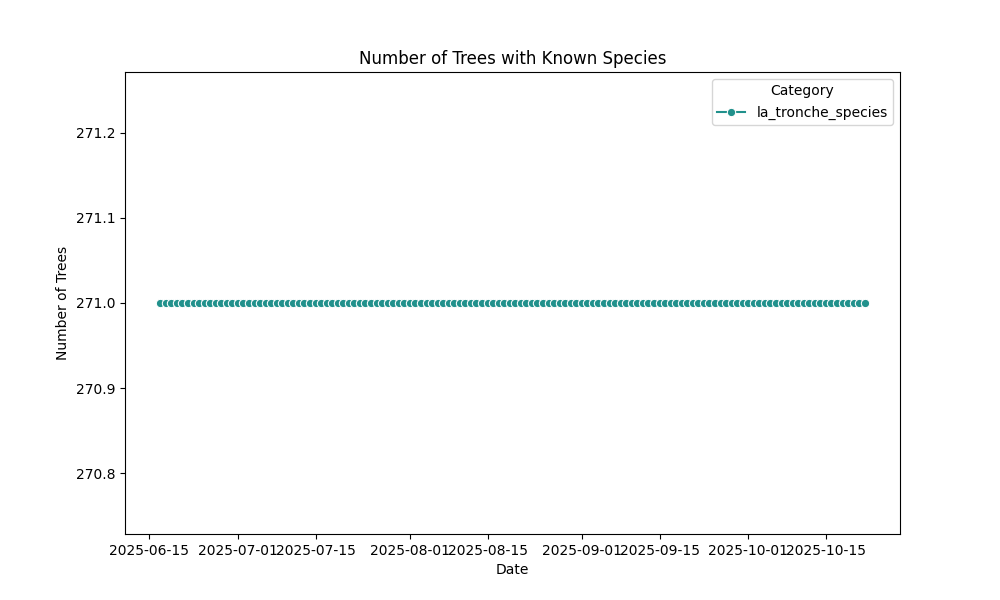 Number of Trees with Known Species
Category
la_tronche_species
Number of Trees
271.2
271.1
271.0
270.9
270.8
2025-06-15 2025-07-01 2025-07-15 2025-08-01 2025-08-15 2025-09-01 2025-09-15 2025-10-01 2025-10-15
Date